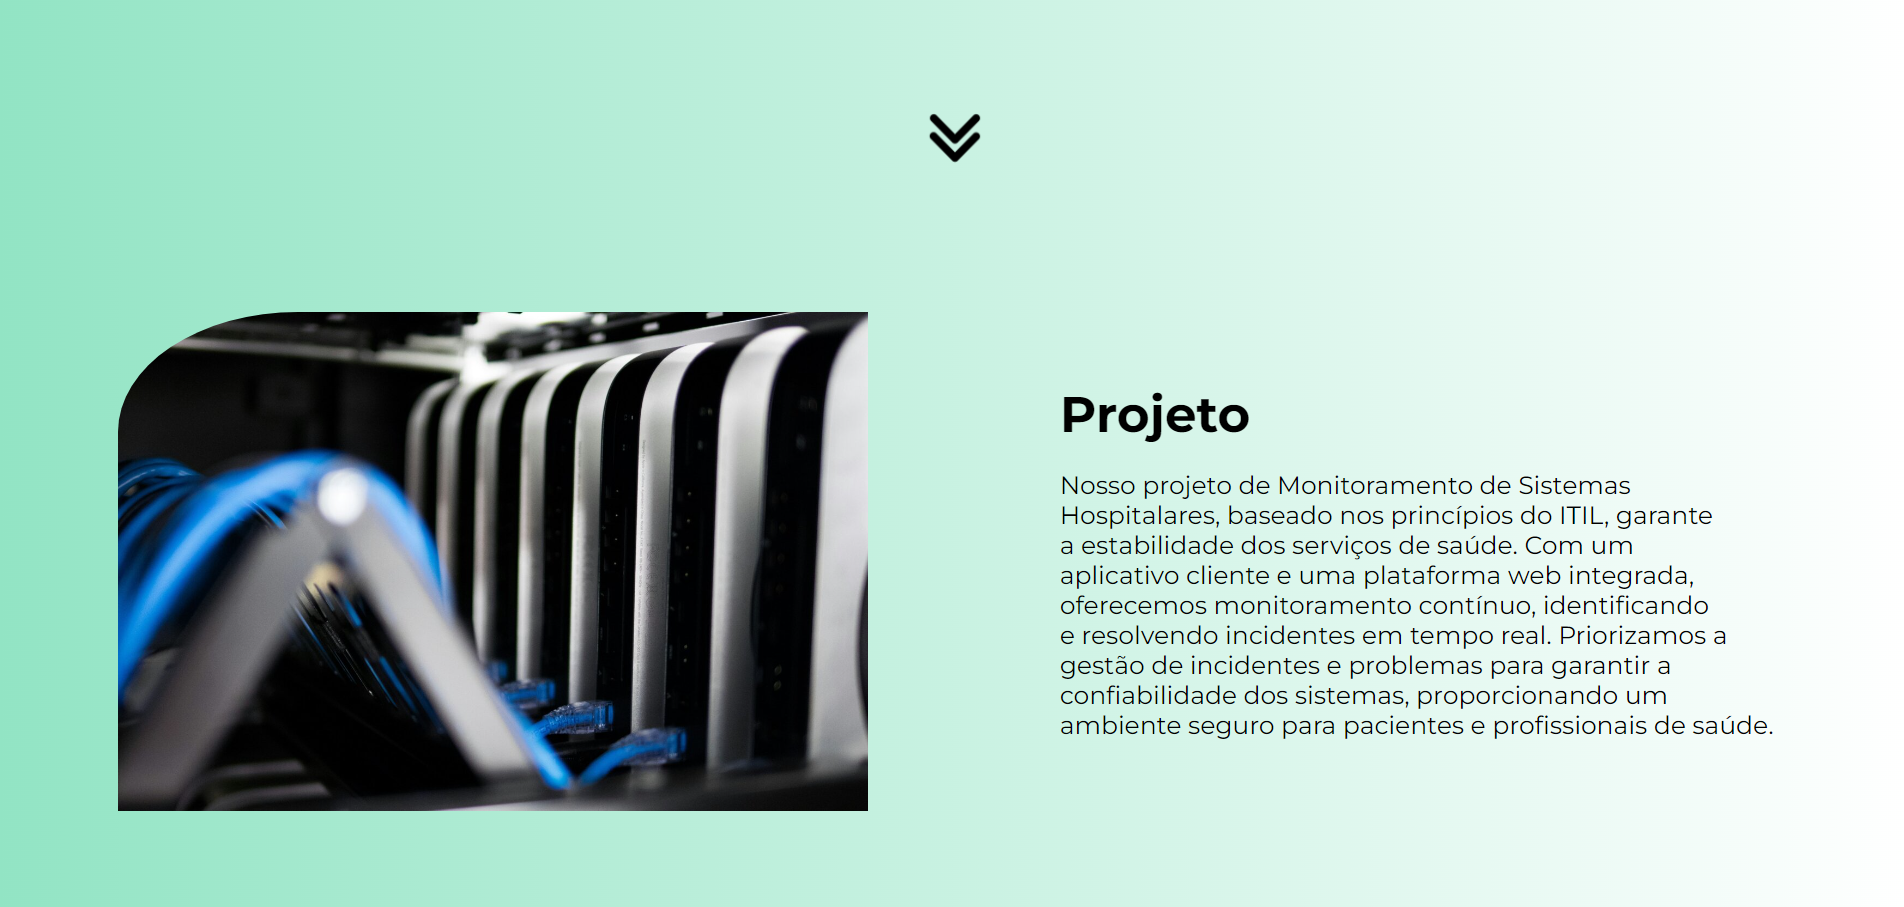 Projeto
Nosso projeto de Monitoramento de Sistemas
Hospitalares, baseado nos princípios do ITIL, garante
a estabilidade dos serviços de saúde. Com um
aplicativo cliente e uma plataforma web integrada,
oferecemos monitoramento contínuo, identificando
e resolvendo incidentes em tempo real. Priorizamos a
gestão de incidentes e problemas para garantir a
confiabilidade dos sistemas, proporcionando um
ambiente seguro para pacientes e profissionais de saúde.